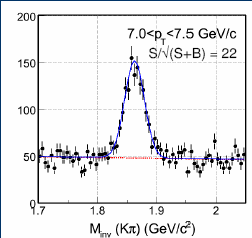 200
7.0<p_T<7.5 GeV/c
S/√(S+B) = 22
150
100
50
0
1.7 1.8 1.9 2
M_inv (Kπ) (GeV/c²)